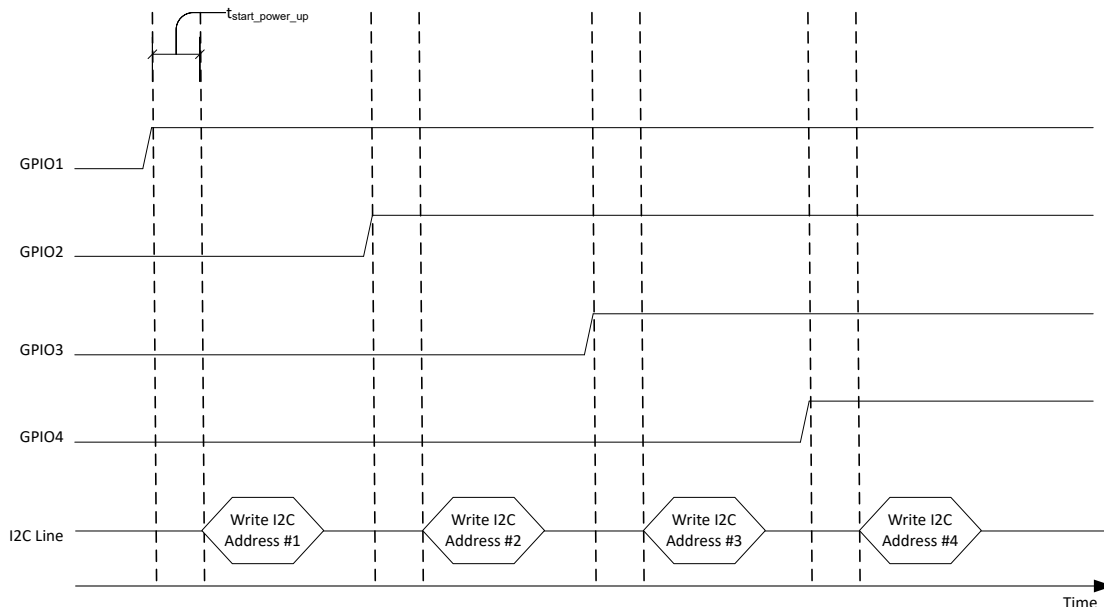 tstart_power_up
GPIO1
GPIO2
GPIO3
GPIO4
I2C Line
Write I2C
Address #1
Write I2C
Address #2
Write I2C
Address #3
Write I2C
Address #4
Time